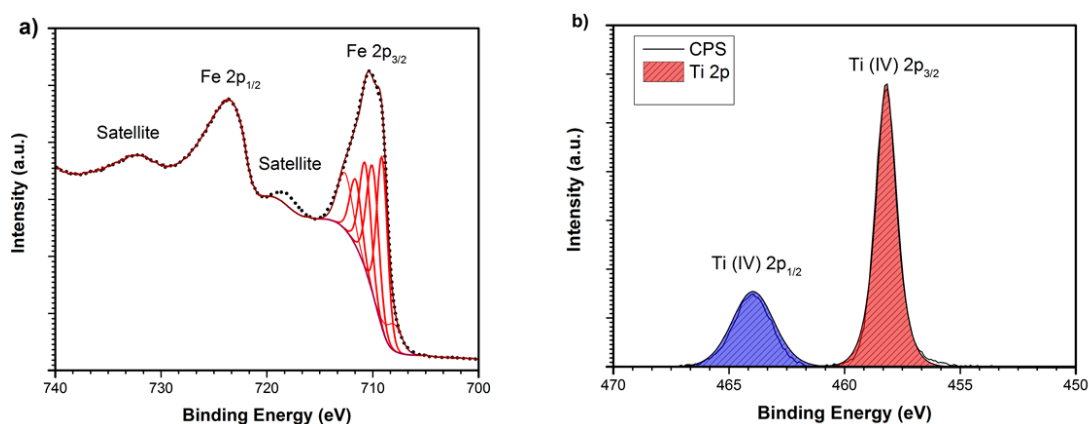 a)
Fe 2p3/2
Fe 2p1/2
Satellite
Satellite
Intensity (a.u.)
740 730 720 710 700
Binding Energy (eV)
b)
CPS
Ti 2p
Ti (IV) 2p3/2
Ti (IV) 2p1/2
Intensity (a.u.)
470 465 460 455 450
Binding Energy (eV)